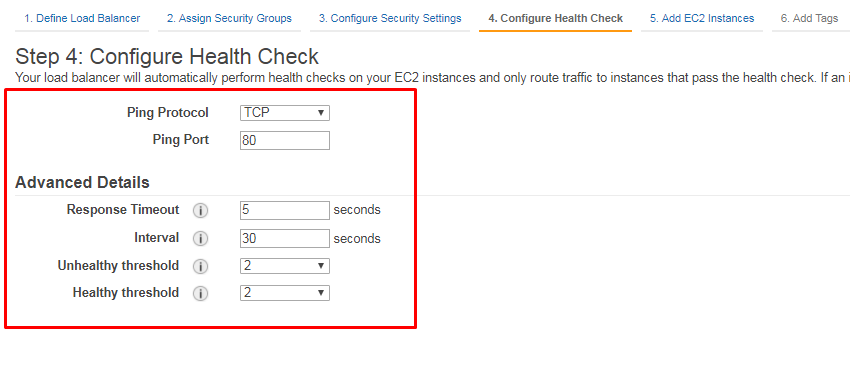 1. Define Load Balancer 2. Assign Security Groups 3. Configure Security Settings 4. Configure Health Check 5. Add EC2 Instances 6. Add Tags
Step 4: Configure Health Check
Your load balancer will automatically perform health checks on your EC2 instances and only route traffic to instances that pass the health check. If an i
Ping Protocol TCP
Ping Port 80
Advanced Details
Response Timeout i 5 seconds
Interval i 30 seconds
Unhealthy threshold i 2
Healthy threshold i 2